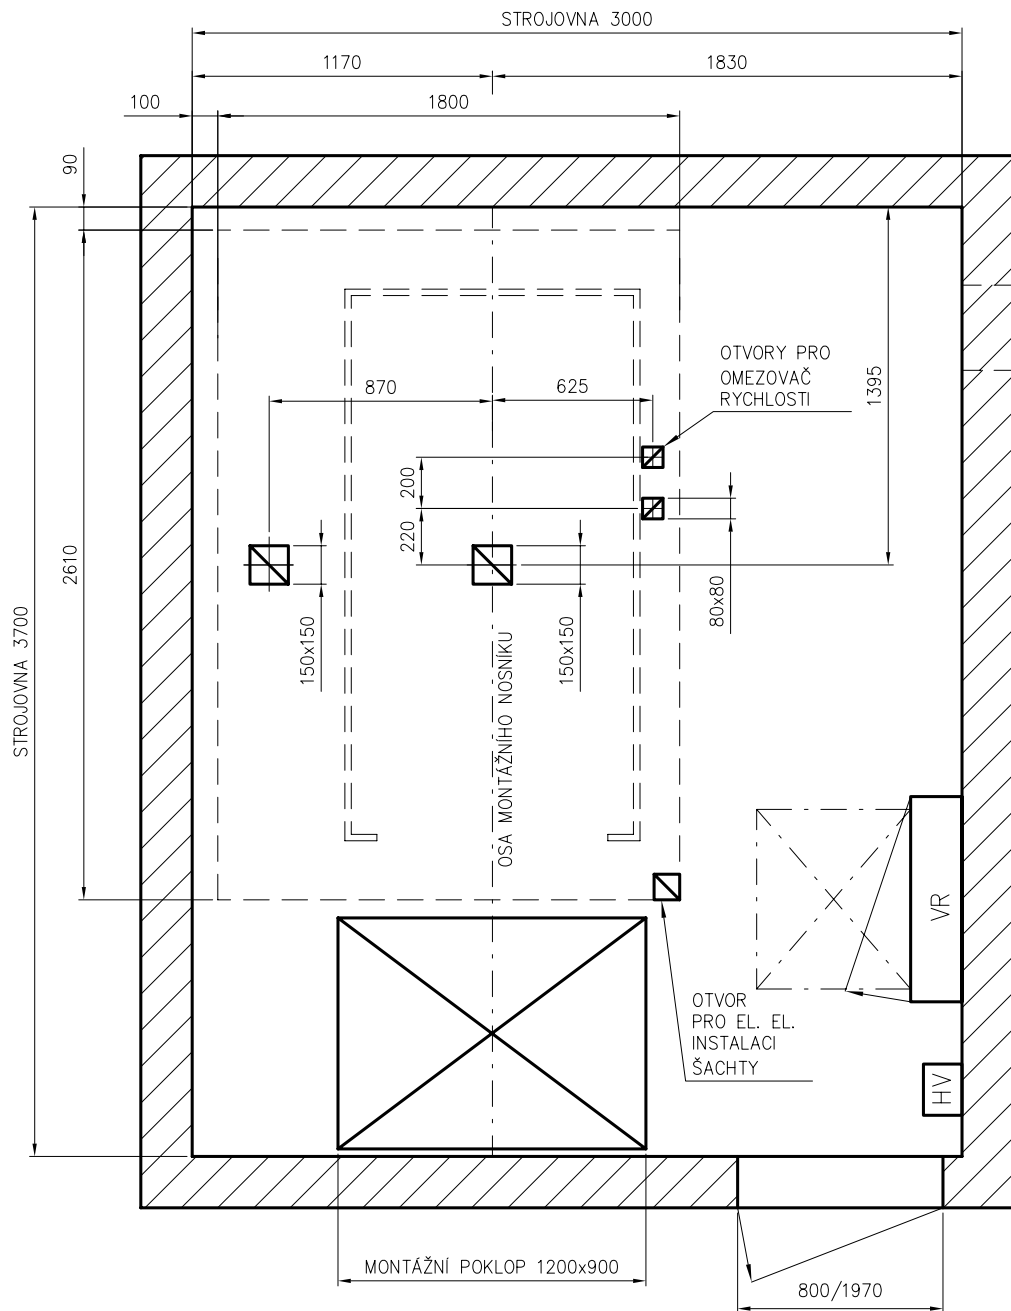 STROJOVNA 3000
1170
1830
100
1800
90
OTVORY PRO
OMEZOVAČ
RYCHLOSTI
1395
870
625
200
220
2610
80x80
150x150
150x150
STROJOVNA 3700
OSA MONTÁŽNÍHO NOSNÍKU
VR
OTVOR
PRO EL. EL.
INSTALACI
ŠACHTY
HV
MONTÁŽNÍ POKLOP 1200x900
800/1970